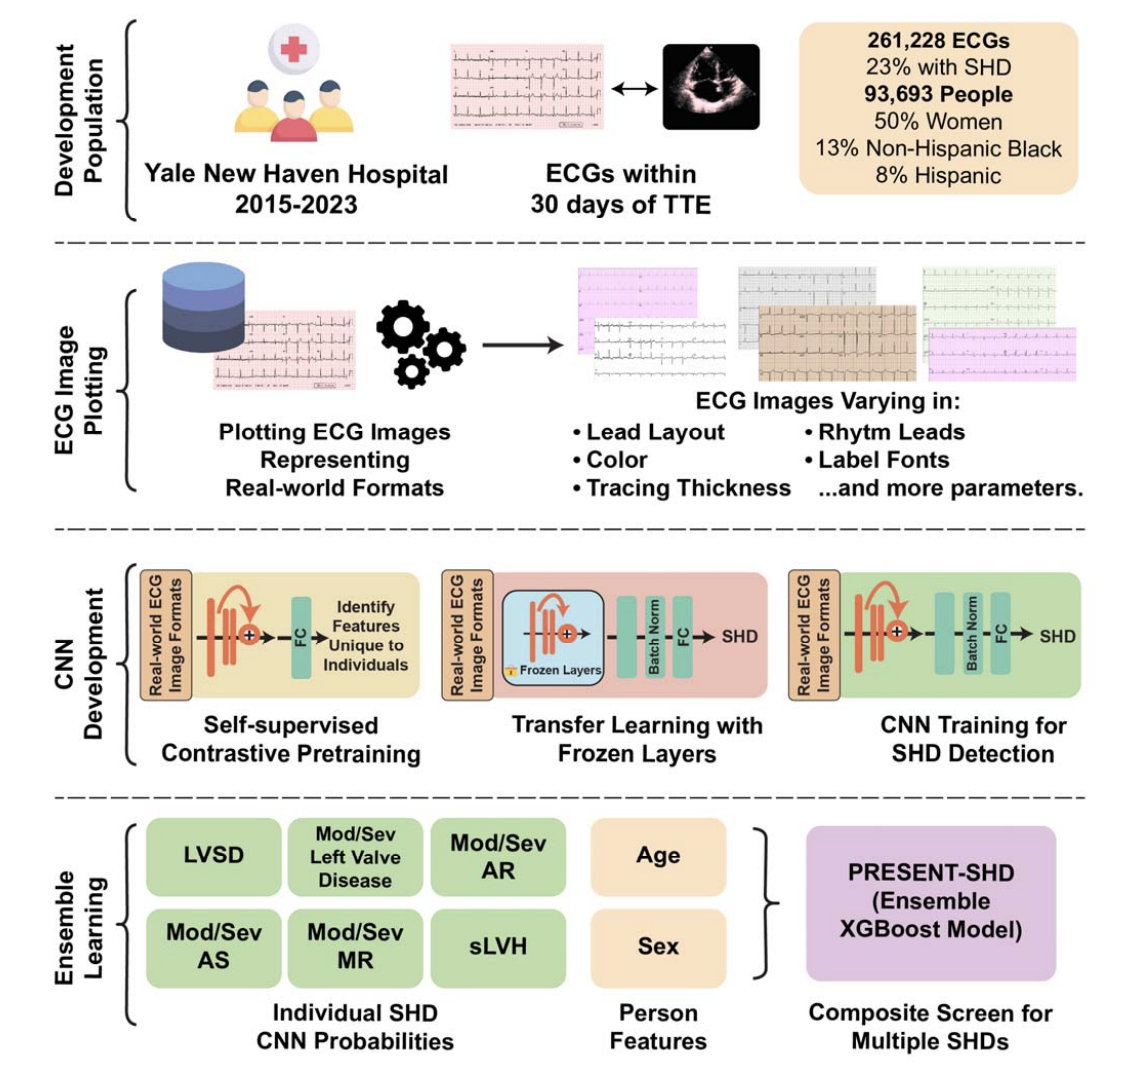 Development
Population
Yale New Haven Hospital
2015-2023
ECGs within
30 days of TTE
261,228 ECGs
23% with SHD
93,693 People
50% Women
13% Non-Hispanic Black
8% Hispanic
ECG Image
Plotting
Plotting ECG Images
Representing
Real-world Formats
ECG Images Varying in:
• Lead Layout
• Color
• Tracing Thickness
• Rhytm Leads
• Label Fonts
...and more parameters.
CNN
Development
Real-world ECG
Image Formats
FC
Identify
Features
Unique to
Individuals
Self-supervised
Contrastive Pretraining
Real-world ECG
Image Formats
Frozen Layers
Batch Norm
FC
SHD
Transfer Learning with
Frozen Layers
Real-world ECG
Image Formats
Batch Norm
FC
SHD
CNN Training for
SHD Detection
Ensemble
Learning
LVSD
Mod/Sev
Left Valve
Disease
Mod/Sev
AR
Mod/Sev
AS
Mod/Sev
MR
sLVH
Individual SHD
CNN Probabilities
Age
Sex
Person
Features
PRESENT-SHD
(Ensemble
XGBoost Model)
Composite Screen for
Multiple SHDs